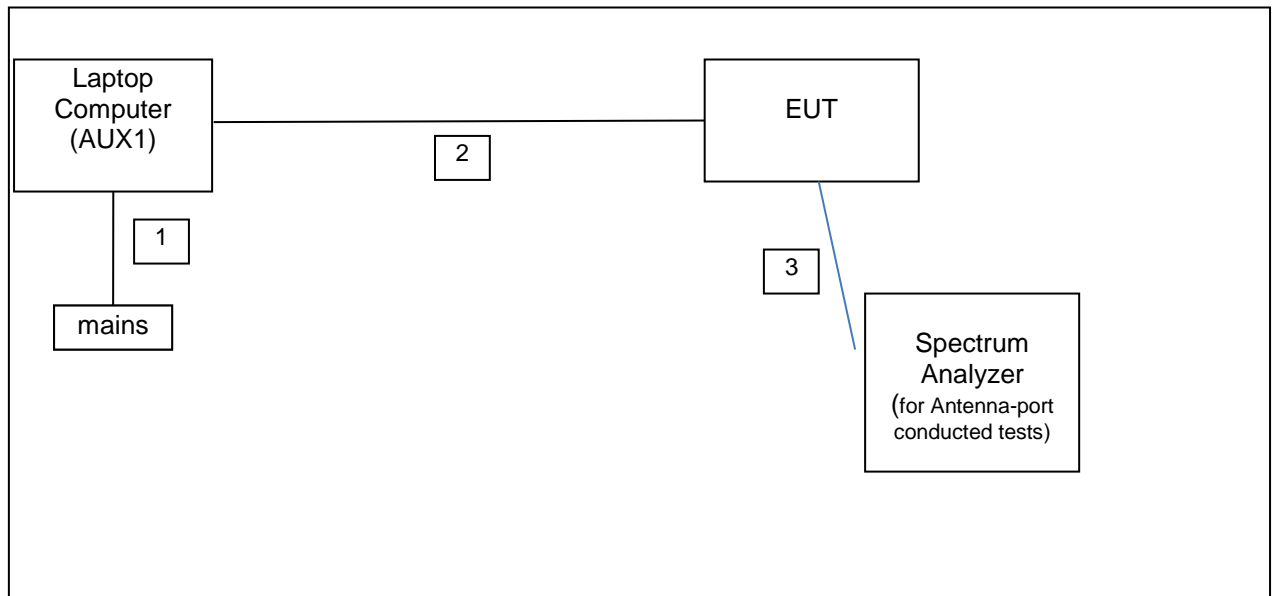 Laptop
Computer
(AUX1)
EUT
2
1
3
mains
Spectrum
Analyzer
(for Antenna-port
conducted tests)